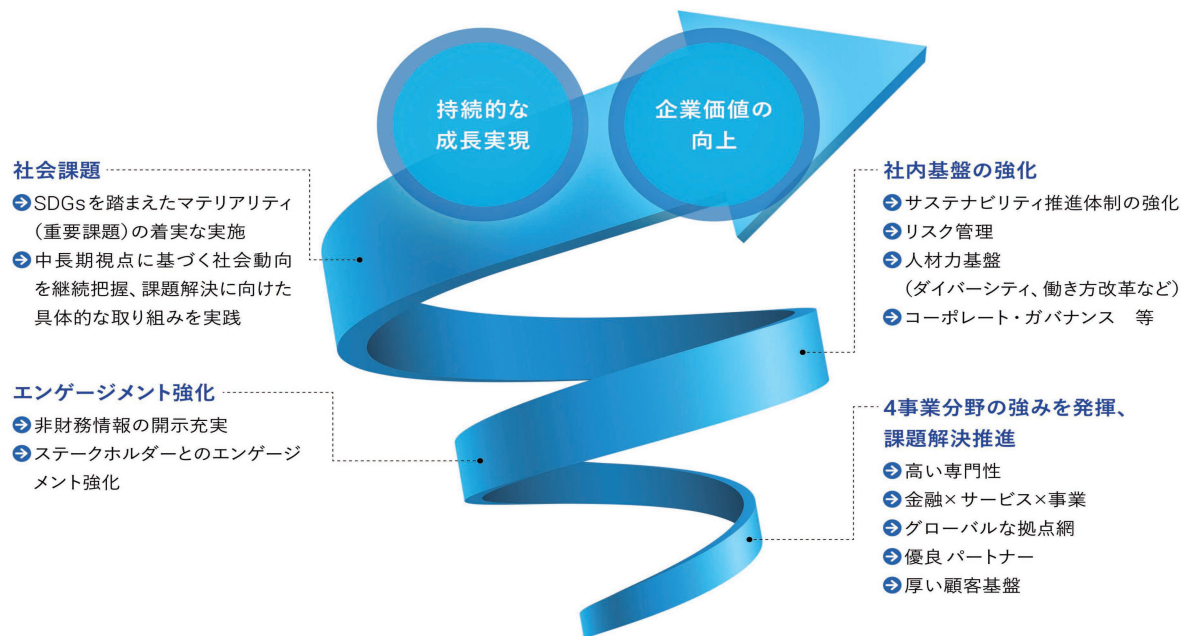 持続的な
成長実現
企業価値の
向上
社会課題
SDGsを踏まえたマテリアリティ
（重要課題）の着実な実施
中長期視点に基づく社会動向
を継続把握、課題解決に向けた
具体的な取り組みを実践
エンゲージメント強化
非財務情報の開示充実
ステークホルダーとのエンゲージ
メント強化
社内基盤の強化
サステナビリティ推進体制の強化
リスク管理
人材力基盤
（ダイバーシティ、働き方改革など）
コーポレート・ガバナンス　等
4事業分野の強みを発揮、
課題解決推進
高い専門性
金融×サービス×事業
グローバルな拠点網
優良パートナー
厚い顧客基盤